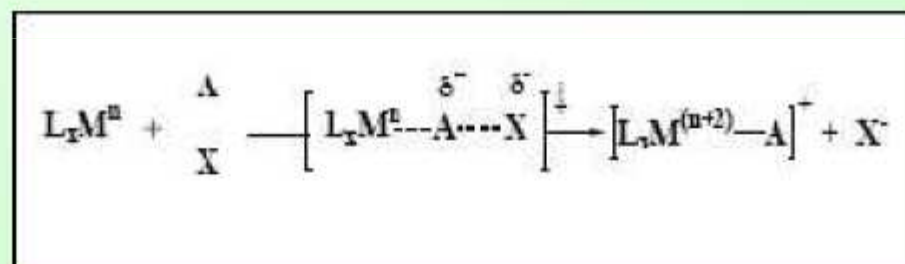 δ⁻ δ⁻
A
LₓMⁿ + [LₓMⁿ---A----X]‡ → [LₓM⁽ⁿ⁺²⁾—A]⁺ + X⁻
X